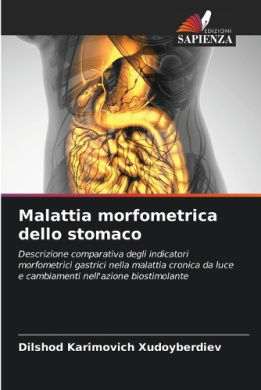 EDIZIONI
SAPIENZA
Malattia morfometrica
dello stomaco
Descrizione comparativa degli indicatori
morfometrici gastrici nella malattia cronica da luce
e cambiamenti nell'azione biostimolante
Dilshod Karimovich Xudoyberdiev